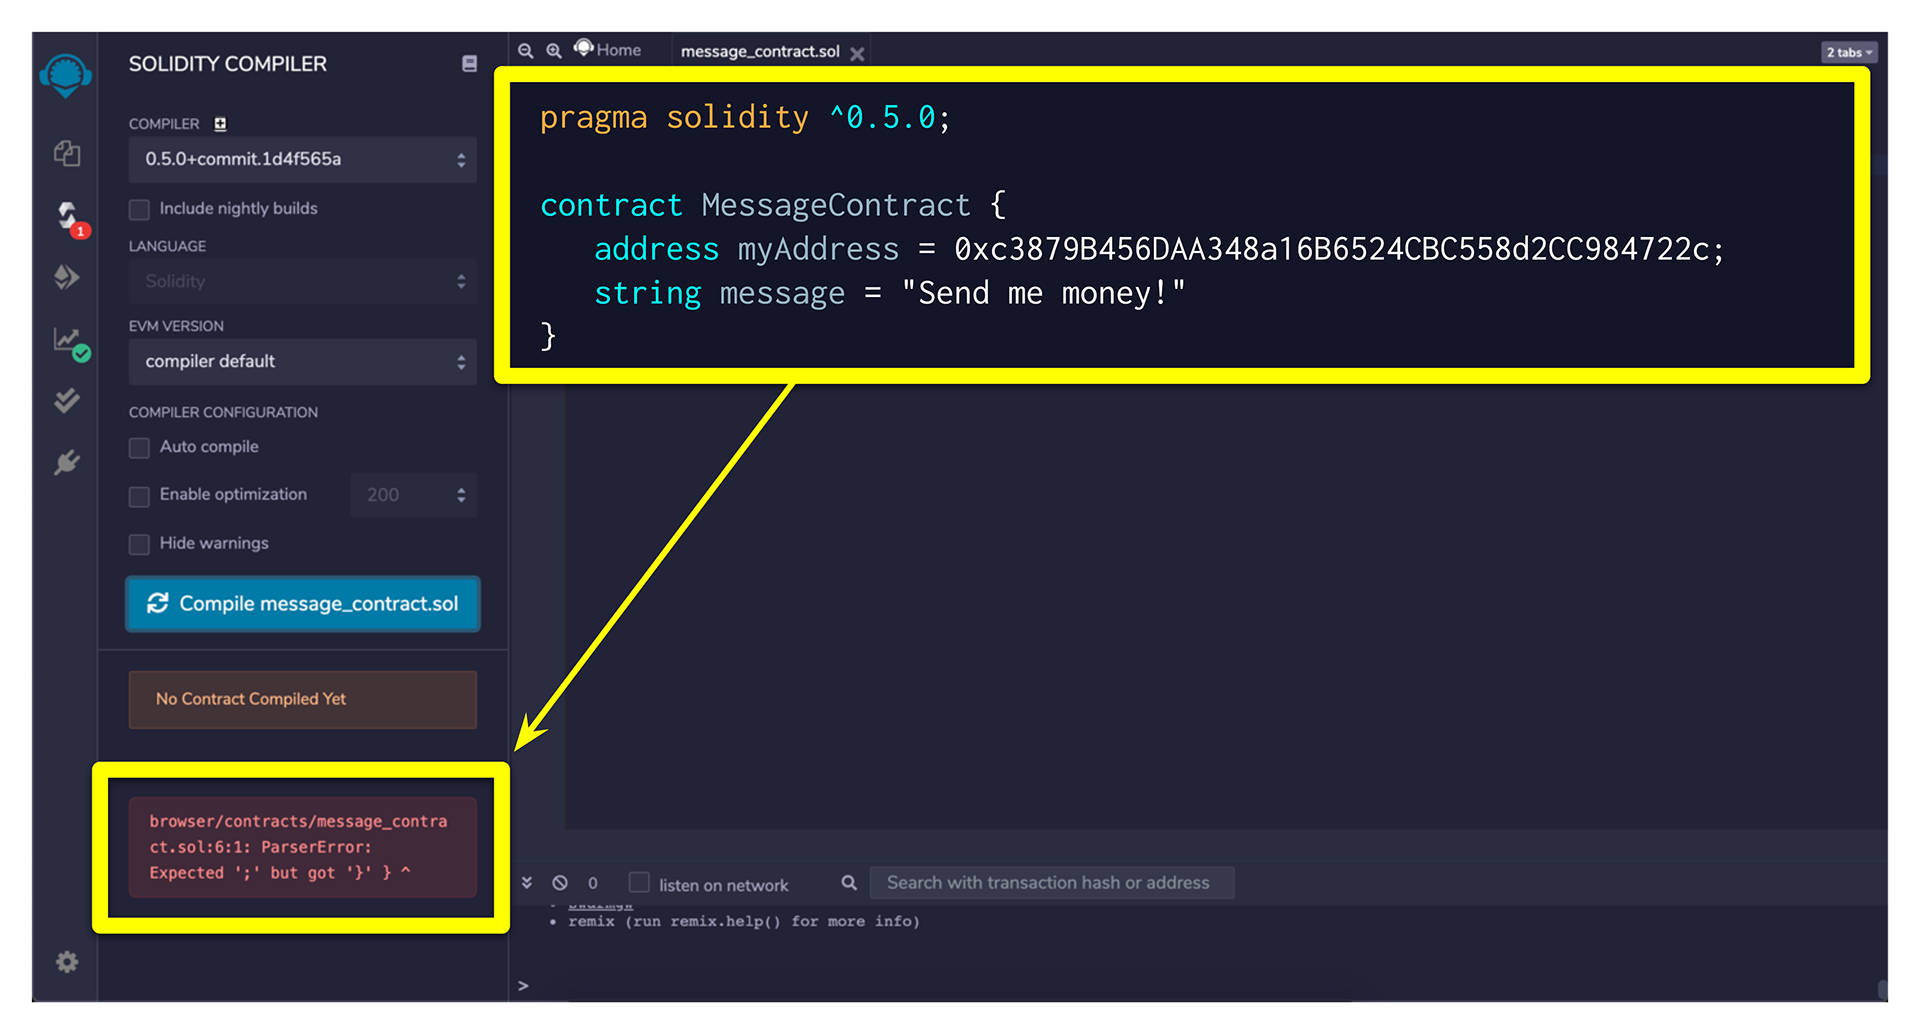 SOLIDITY COMPILER
COMPILER
0.5.0+commit.1d4f565a
Include nightly builds
1
LANGUAGE
Solidity
EVM VERSION
compiler default
COMPILER CONFIGURATION
Auto compile
Enable optimization 200
Hide warnings
Compile message_contract.sol
No Contract Compiled Yet
browser/contracts/message_contra
ct.sol:6:1: ParserError:
Expected ';' but got '}' } ^
Home message_contract.sol 2 tabs
pragma solidity ^0.5.0;
contract MessageContract {
address myAddress = 0xc3879B456DAA348a16B6524CBC558d2CC984722c;
string message = "Send me money!"
}
0 listen on network Search with transaction hash or address
• remix (run remix.help() for more info)
>